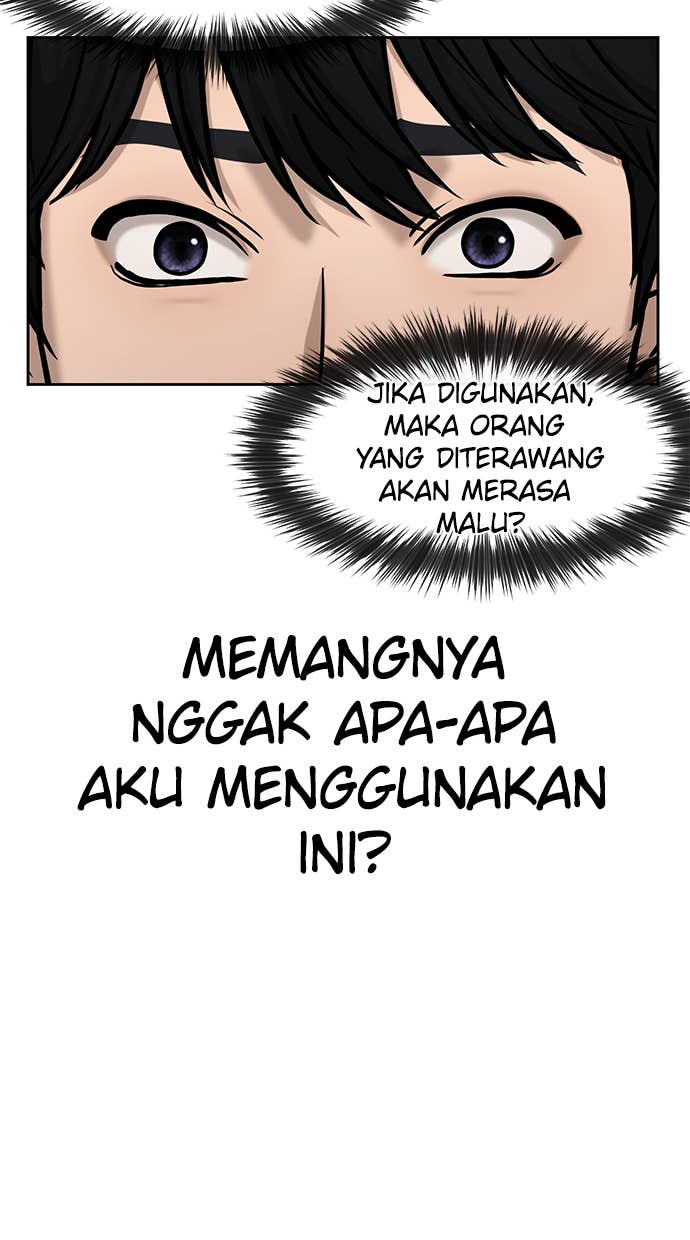 JIKA DIGUNAKAN,
MAKA ORANG
YANG DITERAWANG
AKAN MERASA
MALU?
MEMANGNYA
NGGAK APA-APA
AKU MENGGUNAKAN
INI?